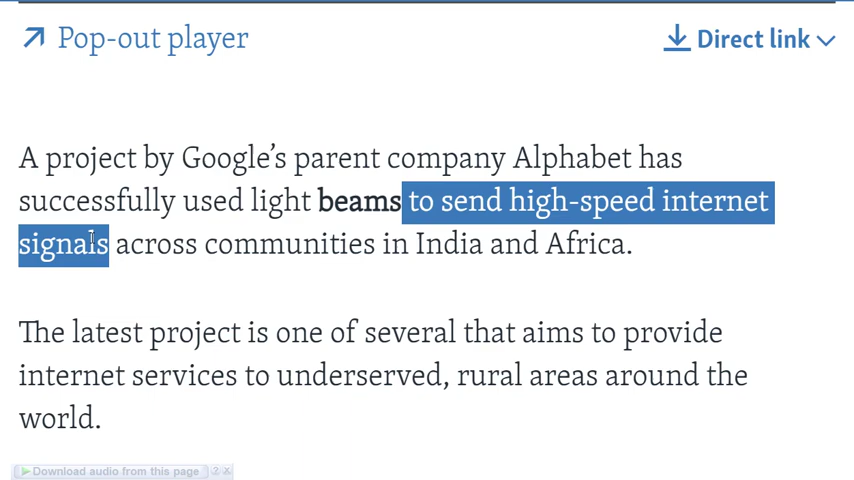 Pop-out player
Direct link
A project by Google’s parent company Alphabet has
successfully used light beams to send high-speed internet
signals across communities in India and Africa.
The latest project is one of several that aims to provide
internet services to underserved, rural areas around the
world.
Download audio from this page ? X